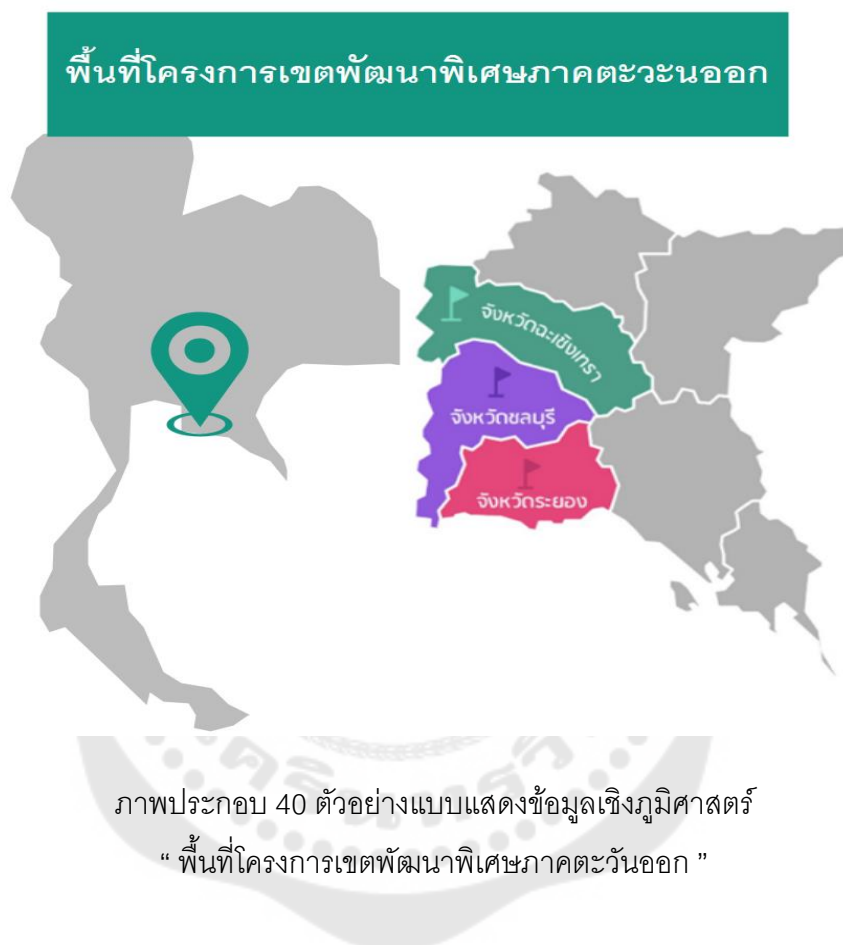 พื้นที่โครงการเขตพัฒนาพิเศษภาคตะวะนออก
จังหวัดฉะเชิงเทรา
จังหวัดชลบุรี
จังหวัดระยอง
ภาพประกอบ 40 ตัวอย่างแบบแสดงข้อมูลเชิงภูมิศาสตร์
“ พื้นที่โครงการเขตพัฒนาพิเศษภาคตะวันออก ”